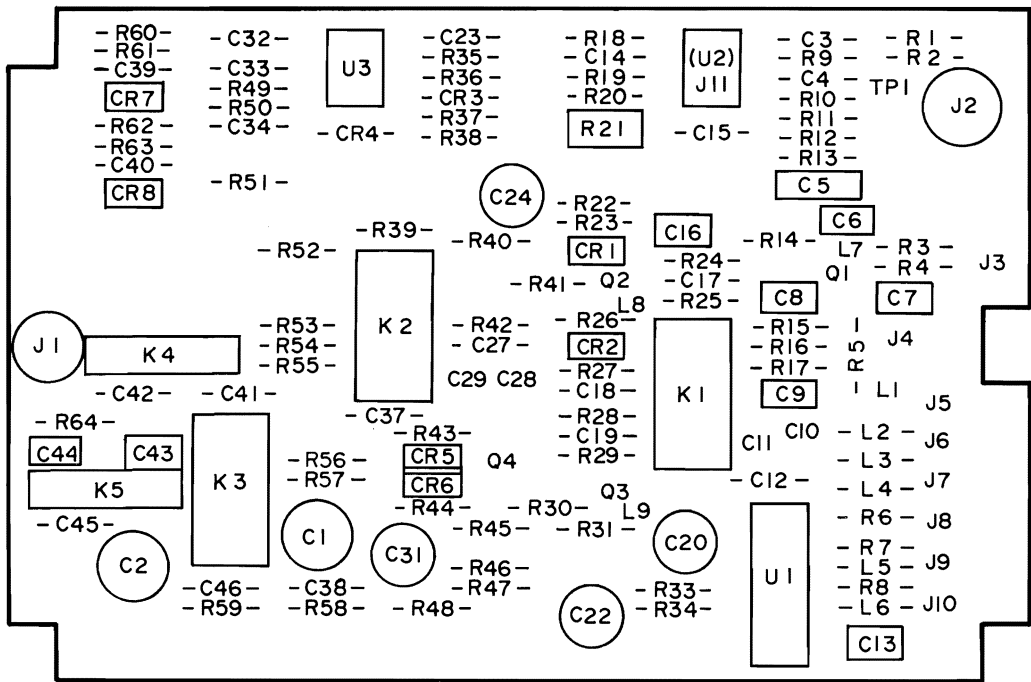 -R60- -C32- U3 -C23- -R18- (U2) -C3- -R1-
-R61- -R35- -C14- J11 -R9- -R2-
-C39- -C33- -R36- -R19- -C4- TP1 J2
CR7 -R49- -CR3- -R20- -R10-
-R50- -R37- R21 -R11-
-R62- -C34- -CR4- -R38- -C15- -R12-
-R63- -R13-
-C40-
CR8 -R51- C24 -R22- C5
-R23- C16 C6
-R52- -R39- -R40- CR1 -R14- L7 -R3- J3
-R24- Q1 -R4-
-R41- Q2 -C17-
L8 -R25- C8 C7
J1 K4 -R53- K2 -R42- -R26- K1 -R15- -R5- J4
-R54- -C27- CR2 -R16-
-R55- -R27- -R17-
C29 C28 -C18-
-C42- -C41- C9 L1 J5
-R64- -C37- -R28- C10 -L2- J6
C44 C43 -R43- -C19- C11
K5 K3 -R56- CR5 Q4 -R29- -L3- J7
-R57- CR6 -C12- -L4-
-R44- -R30- Q3 L9
-C45- -R45- -R31- -R6- J8
C2 C1 C31 C20 U1 -R7-
-R46- -L5- J9
-C46- -C38- -R47- -R33- -R8-
-R59- -R58- -R48- C22 -R34- -L6- J10
C13